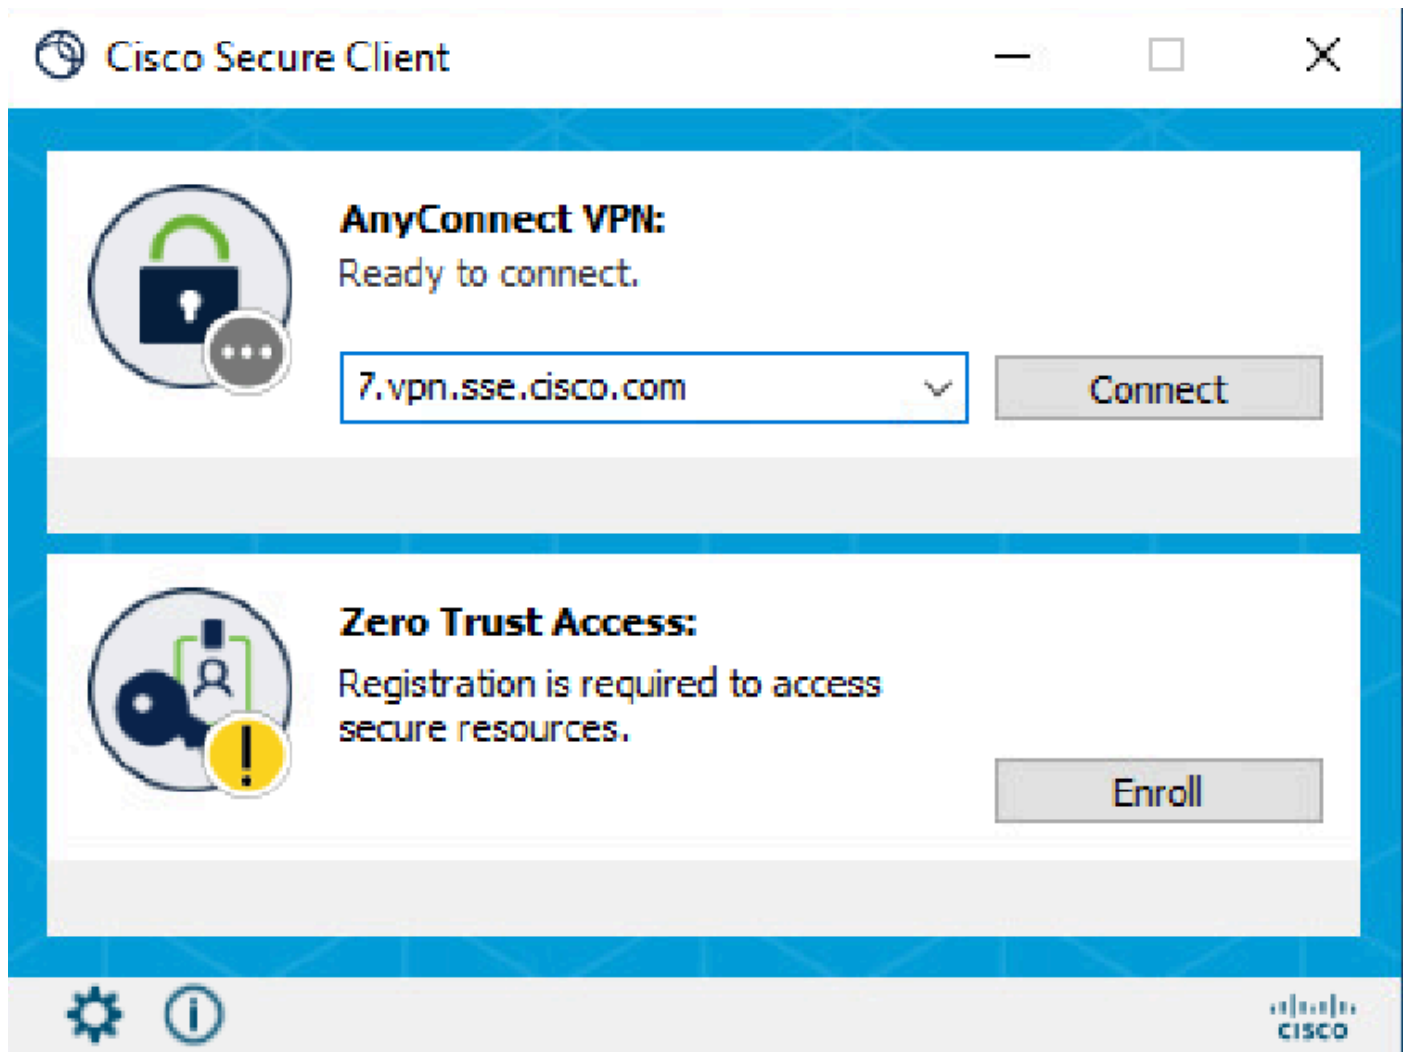 Cisco Secure Client
AnyConnect VPN:
Ready to connect.
7.vpn.sse.cisco.com
Connect
Zero Trust Access:
Registration is required to access
secure resources.
Enroll
CISCO